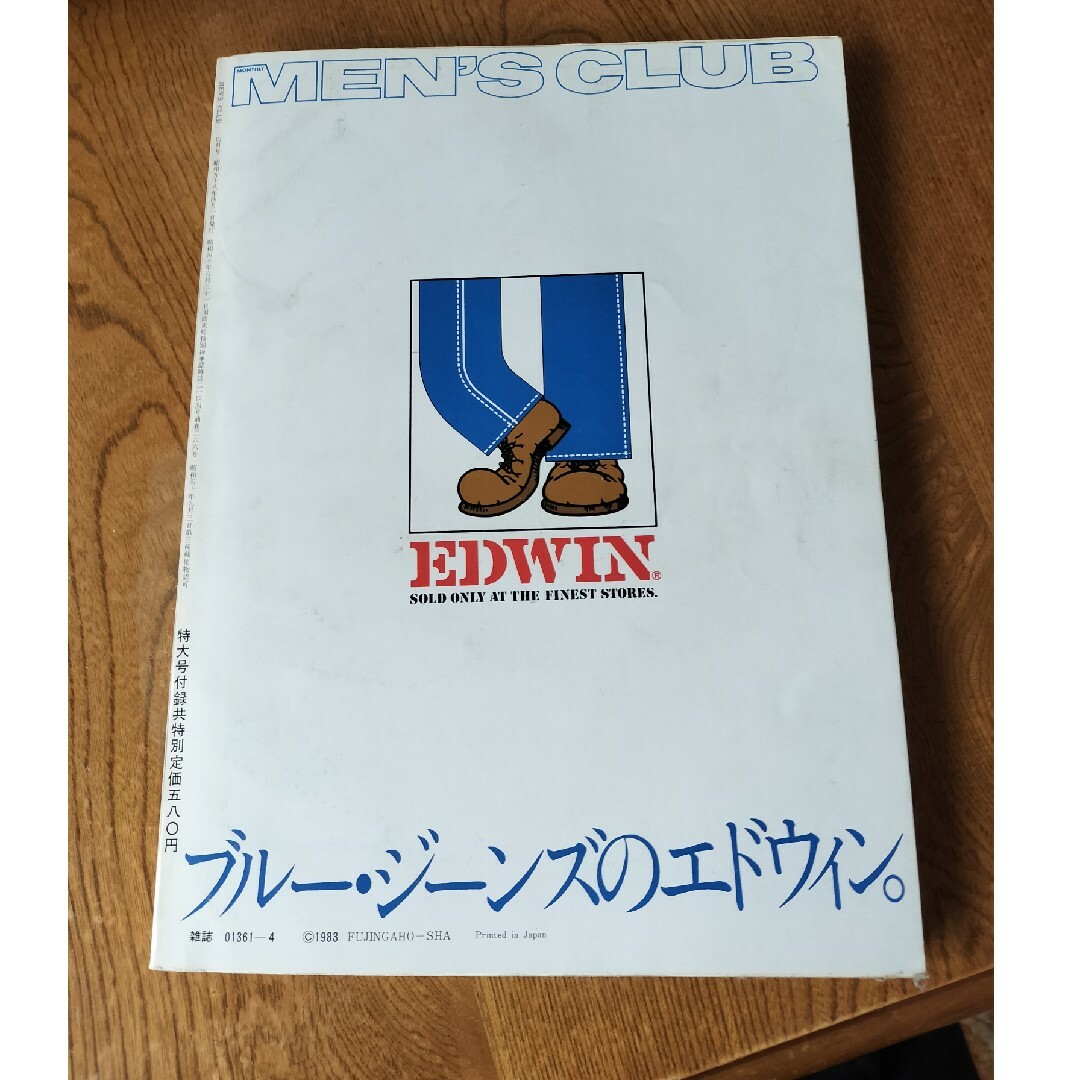 MONTHLY
MEN'S CLUB
EDWIN®
SOLD ONLY AT THE FINEST STORES.
特大号付録共特別定価五八〇円
ブルー・ジーンズのエドウィン。
雑誌 01361—4 ©1983 FUJINGAHO-SHA Printed in Japan